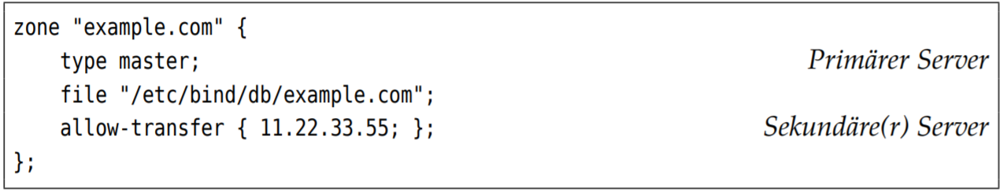 zone "example.com" {
type master; Primärer Server
file "/etc/bind/db/example.com";
allow-transfer { 11.22.33.55; }; Sekundäre(r) Server
};